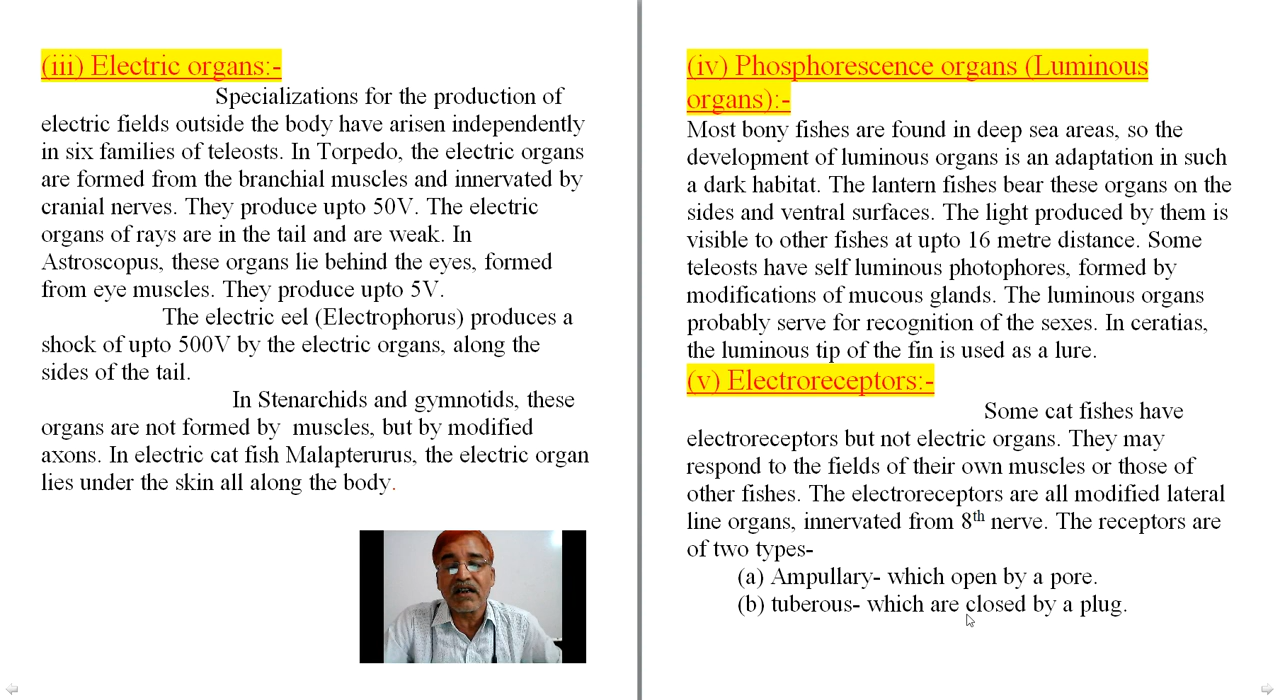 (iii) Electric organs:-
Specializations for the production of
electric fields outside the body have arisen independently
in six families of teleosts. In Torpedo, the electric organs
are formed from the branchial muscles and innervated by
cranial nerves. They produce upto 50V. The electric
organs of rays are in the tail and are weak. In
Astroscopus, these organs lie behind the eyes, formed
from eye muscles. They produce upto 5V.
The electric eel (Electrophorus) produces a
shock of upto 500V by the electric organs, along the
sides of the tail.
In Stenarchids and gymnotids, these
organs are not formed by muscles, but by modified
axons. In electric cat fish Malapterurus, the electric organ
lies under the skin all along the body.
(iv) Phosphorescence organs (Luminous
organs):-
Most bony fishes are found in deep sea areas, so the
development of luminous organs is an adaptation in such
a dark habitat. The lantern fishes bear these organs on the
sides and ventral surfaces. The light produced by them is
visible to other fishes at upto 16 metre distance. Some
teleosts have self luminous photophores, formed by
modifications of mucous glands. The luminous organs
probably serve for recognition of the sexes. In ceratias,
the luminous tip of the fin is used as a lure.
(v) Electroreceptors:-
Some cat fishes have
electroreceptors but not electric organs. They may
respond to the fields of their own muscles or those of
other fishes. The electroreceptors are all modified lateral
line organs, innervated from 8th nerve. The receptors are
of two types-
(a) Ampullary- which open by a pore.
(b) tuberous- which are closed by a plug.